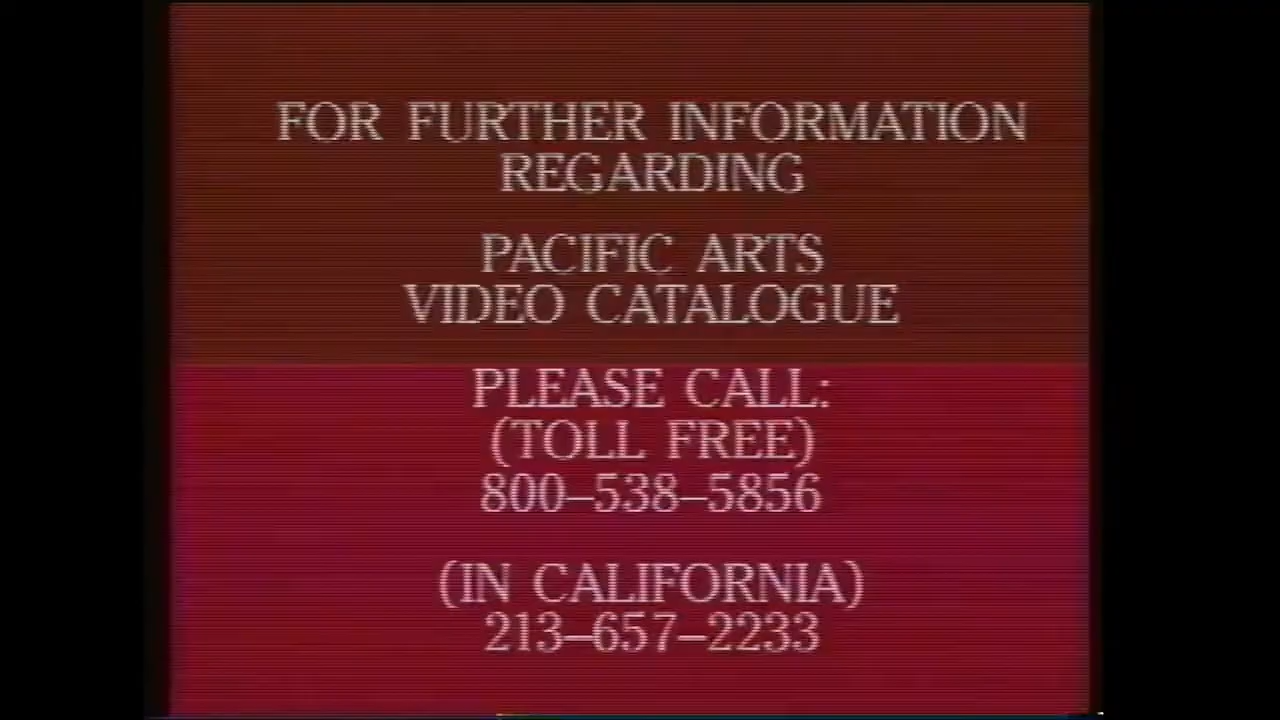 FOR FURTHER INFORMATION
REGARDING
PACIFIC ARTS
VIDEO CATALOGUE
PLEASE CALL:
(TOLL FREE)
800–538–5856
(IN CALIFORNIA)
213–657–2233